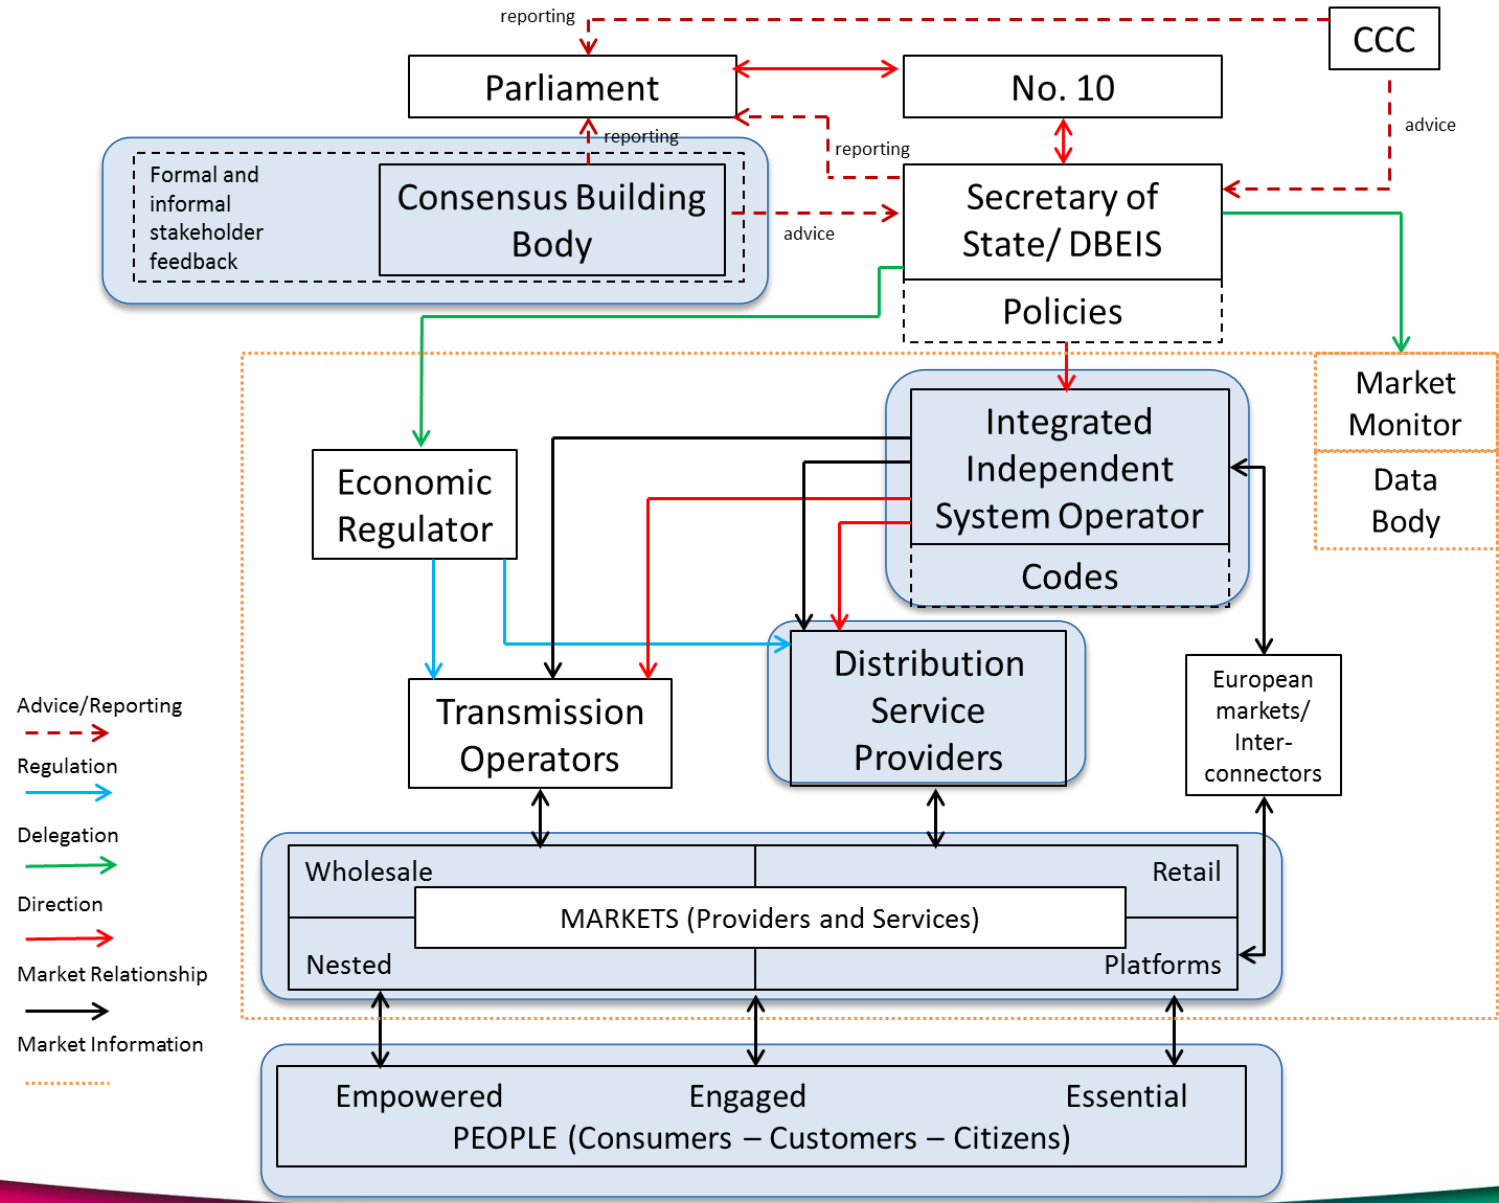 reporting
CCC
Parliament
No. 10
advice
reporting
reporting
Formal and
informal
stakeholder
feedback
Consensus Building
Body
advice
Secretary of
State/ DBEIS
Policies
Market
Monitor
Data
Body
Integrated
Independent
System Operator
Codes
Economic
Regulator
Transmission
Operators
Distribution
Service
Providers
European
markets/
Inter-
connectors
Advice/Reporting
Regulation
Delegation
Direction
Market Relationship
Market Information
Wholesale
Retail
MARKETS (Providers and Services)
Nested
Platforms
Empowered
Engaged
Essential
PEOPLE (Consumers – Customers – Citizens)